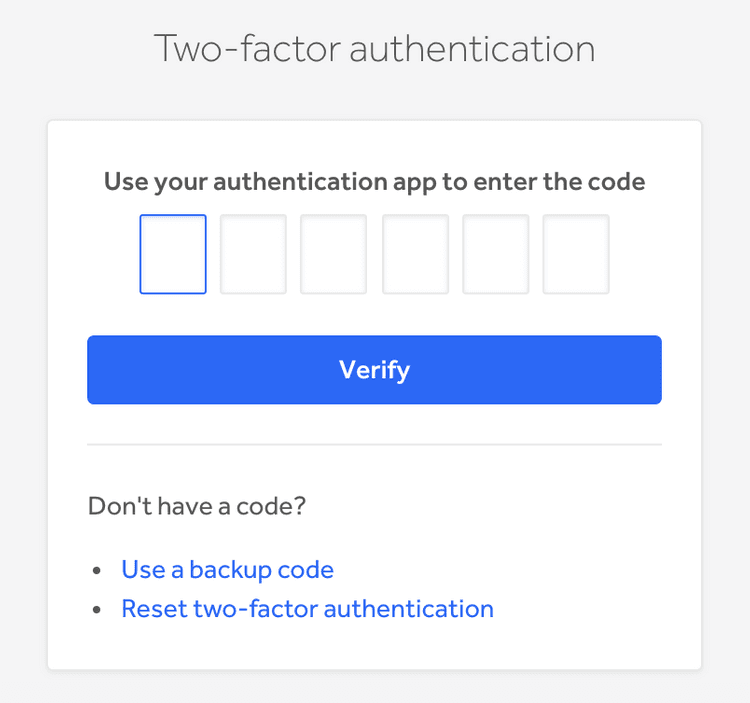 Two-factor authentication
Use your authentication app to enter the code
Verify
Don't have a code?
Use a backup code
Reset two-factor authentication